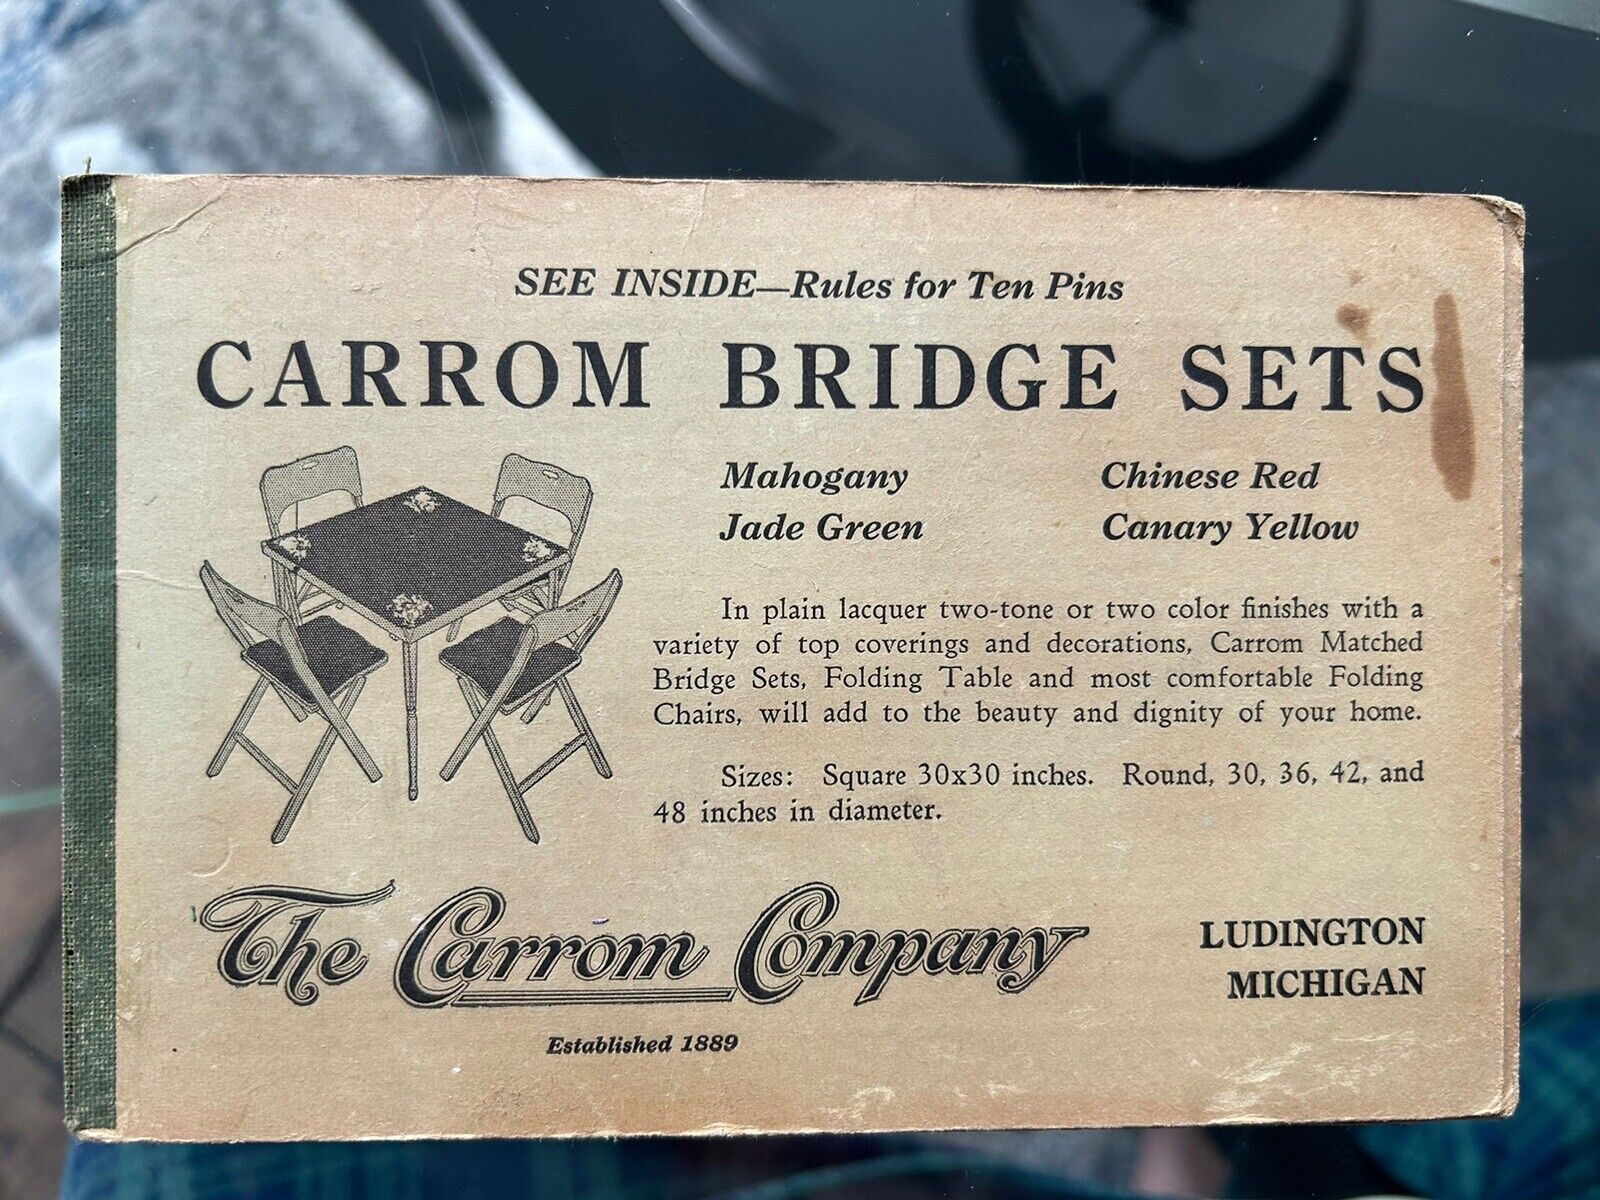 SEE INSIDE—Rules for Ten Pins
CARROM BRIDGE SETS
Mahogany Chinese Red
Jade Green Canary Yellow
In plain lacquer two-tone or two color finishes with a
variety of top coverings and decorations, Carrom Matched
Bridge Sets, Folding Table and most comfortable Folding
Chairs, will add to the beauty and dignity of your home.
Sizes: Square 30x30 inches. Round, 30, 36, 42, and
48 inches in diameter.
The Carrom Company
LUDINGTON
MICHIGAN
Established 1889